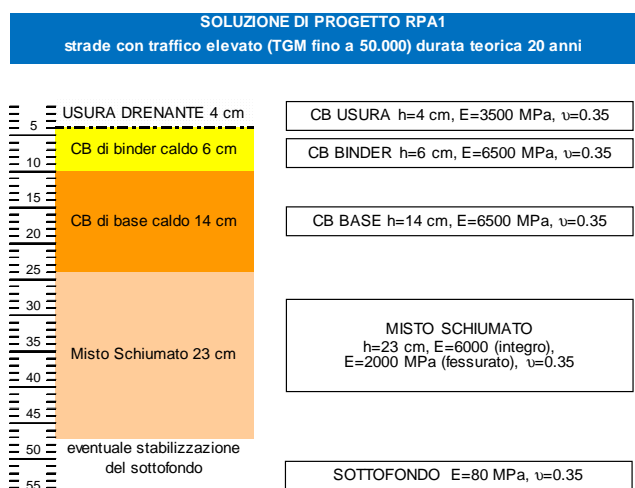 SOLUZIONE DI PROGETTO RPA1
strade con traffico elevato (TGM fino a 50.000) durata teorica 20 anni
USURA DRENANTE 4 cm
CB USURA h=4 cm, E=3500 MPa, υ=0.35
5
CB di binder caldo 6 cm
CB BINDER h=6 cm, E=6500 MPa, υ=0.35
10
15
CB di base caldo 14 cm
CB BASE h=14 cm, E=6500 MPa, υ=0.35
20
25
30
MISTO SCHIUMATO
h=23 cm, E=6000 (integro),
E=2000 MPa (fessurato), υ=0.35
35
Misto Schiumato 23 cm
40
45
50
eventuale stabilizzazione
del sottofondo
SOTTOFONDO E=80 MPa, υ=0.35
55